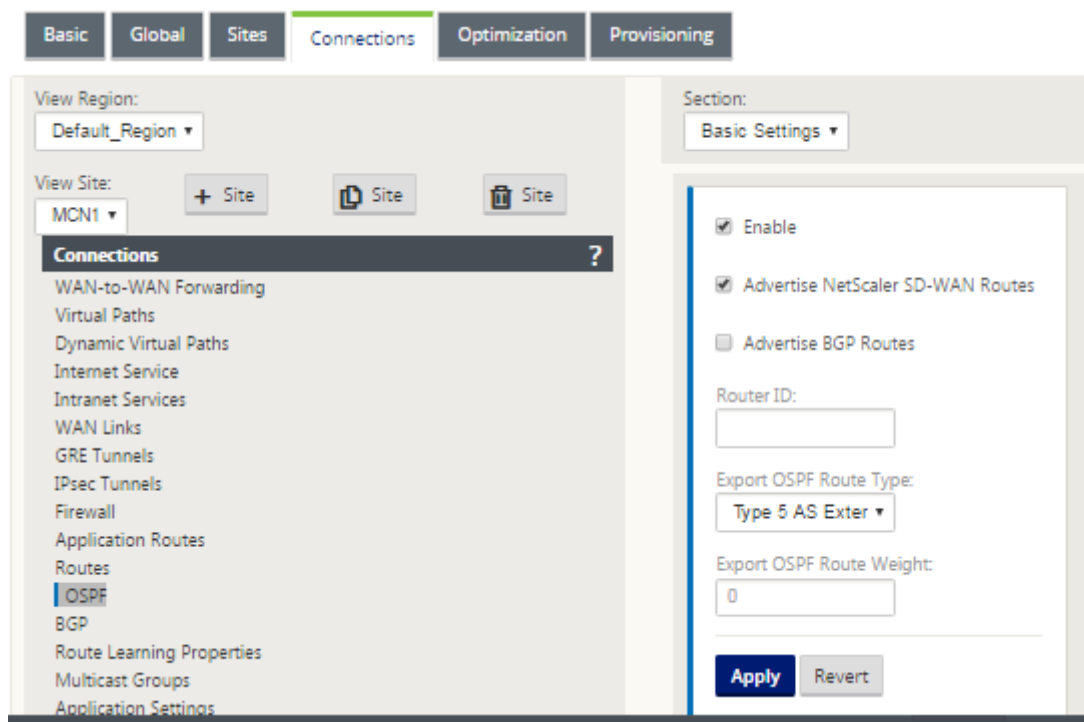 Basic Global Sites Connections Optimization Provisioning
View Region:
Default_Region
View Site:
MCN1
+ Site Site Site
Connections ?
WAN-to-WAN Forwarding
Virtual Paths
Dynamic Virtual Paths
Internet Service
Intranet Services
WAN Links
GRE Tunnels
IPsec Tunnels
Firewall
Application Routes
Routes
OSPF
BGP
Route Learning Properties
Multicast Groups
Application Settings
Section:
Basic Settings
Enable
Advertise NetScaler SD-WAN Routes
Advertise BGP Routes
Router ID:
Export OSPF Route Type:
Type 5 AS Exter
Export OSPF Route Weight:
0
Apply Revert